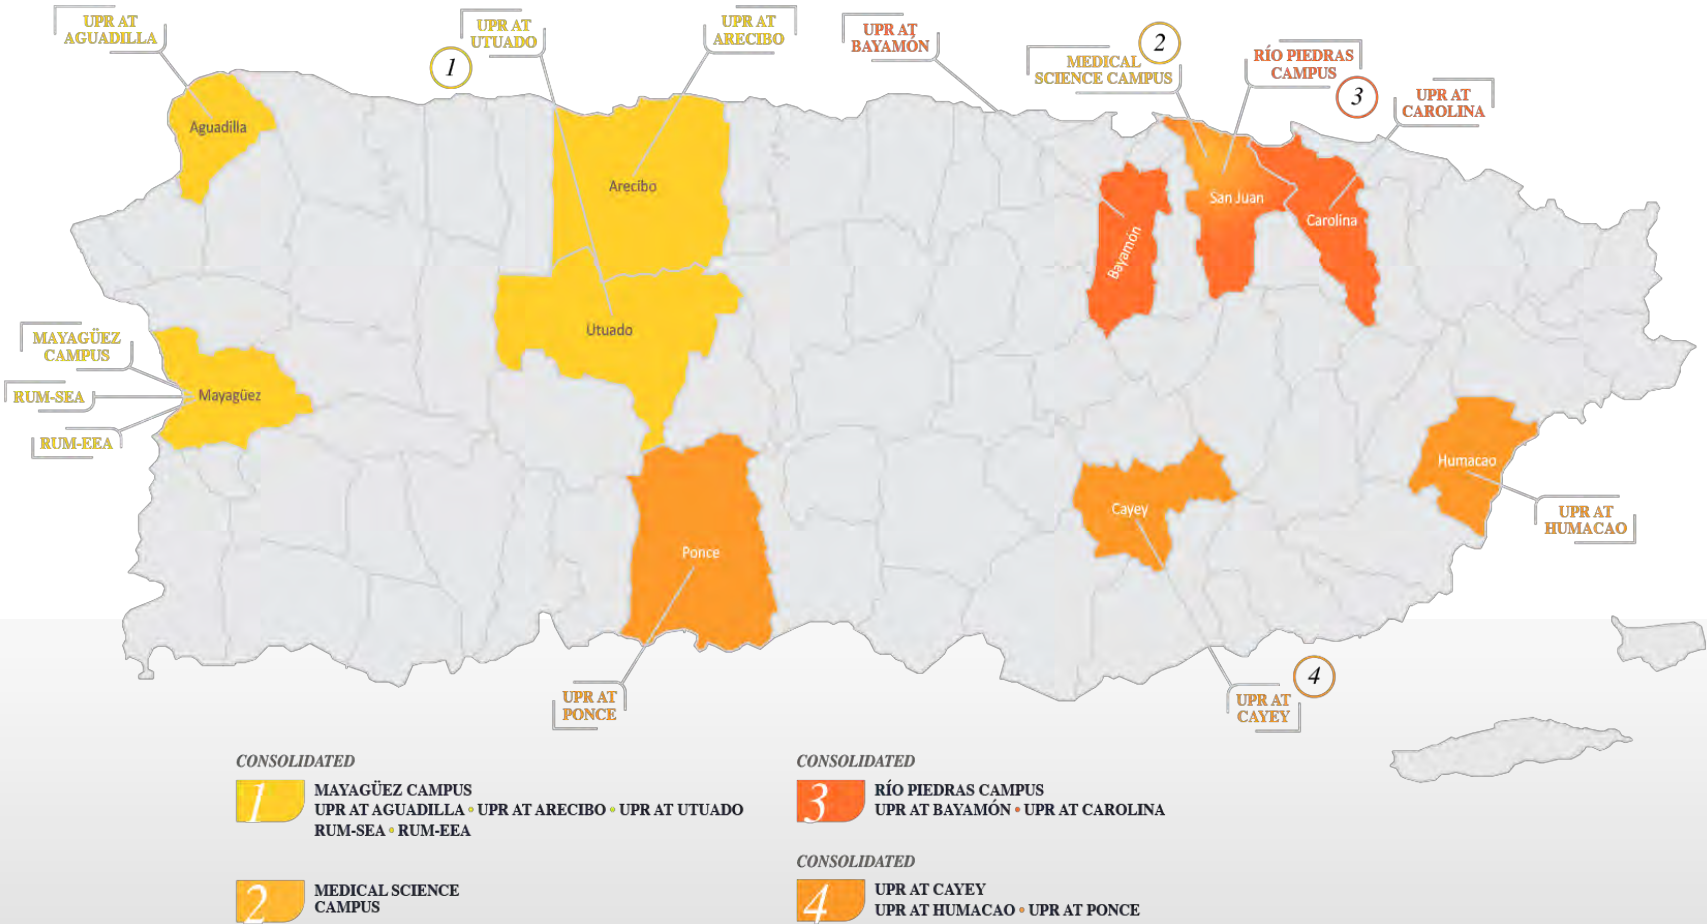 UPR AT
AGUADILLA
UPR AT
UTUADO
1
UPR AT
ARECIBO
UPR AT
BAYAMÓN
2
MEDICAL
SCIENCE CAMPUS
RÍO PIEDRAS
CAMPUS
3
UPR AT
CAROLINA
Aguadilla
Arecibo
San Juan
Carolina
Bayamón
Utuado
MAYAGÜEZ
CAMPUS
RUM-SEA
RUM-EEA
Mayagüez
Humacao
UPR AT
HUMACAO
Cayey
Ponce
UPR AT
PONCE
4
UPR AT
CAYEY
CONSOLIDATED
1
MAYAGÜEZ CAMPUS
UPR AT AGUADILLA • UPR AT ARECIBO • UPR AT UTUADO
RUM-SEA • RUM-EEA
2
MEDICAL SCIENCE
CAMPUS
CONSOLIDATED
3
RÍO PIEDRAS CAMPUS
UPR AT BAYAMÓN • UPR AT CAROLINA
CONSOLIDATED
4
UPR AT CAYEY
UPR AT HUMACAO • UPR AT PONCE